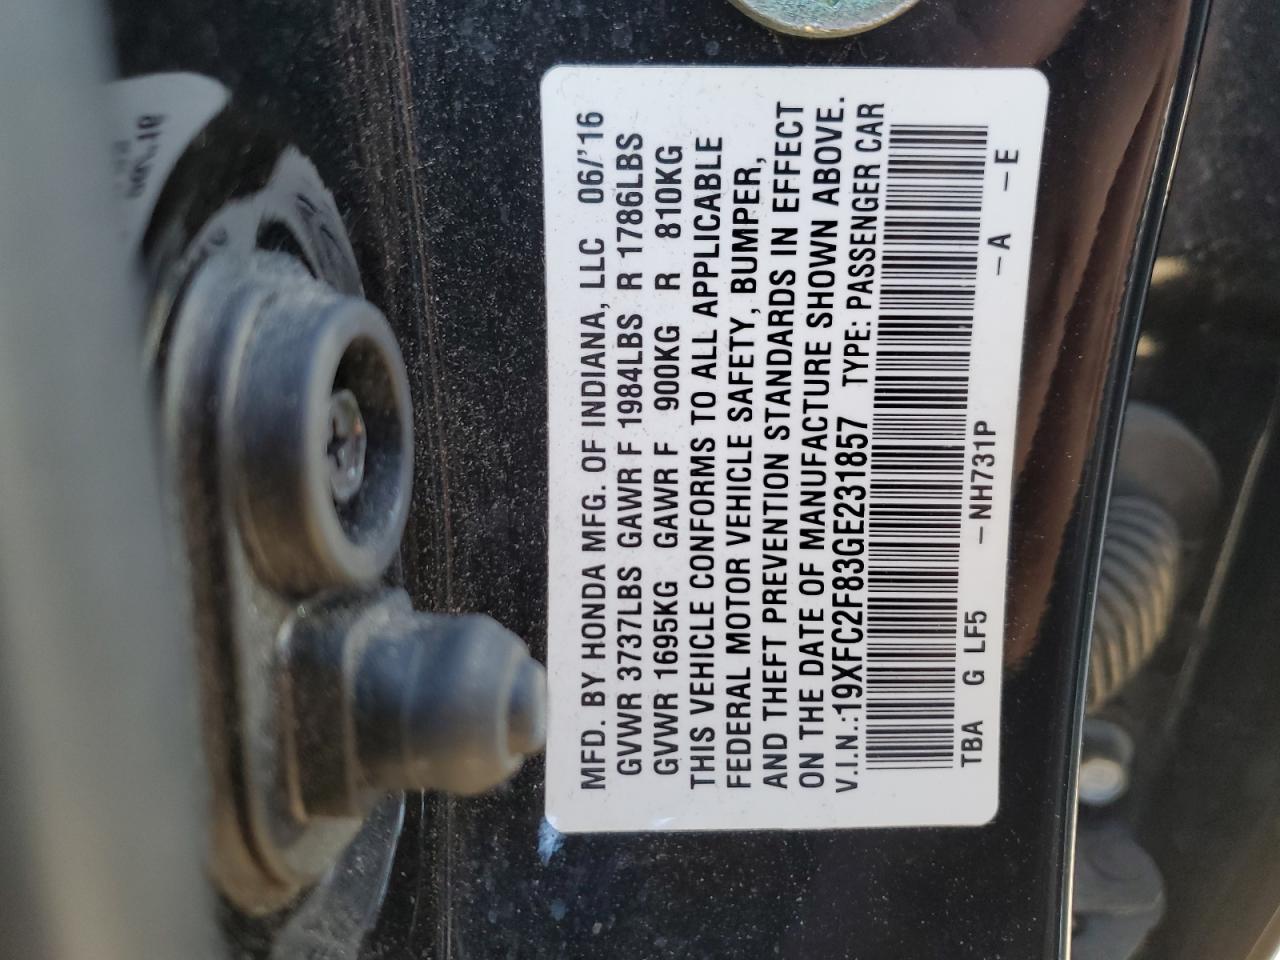 MFD. BY HONDA MFG. OF INDIANA, LLC 06/'16
GVWR 3737LBS GAWR F 1984LBS R 1786LBS
GVWR 1695KG GAWR F 900KG R 810KG
THIS VEHICLE CONFORMS TO ALL APPLICABLE
FEDERAL MOTOR VEHICLE SAFETY, BUMPER,
AND THEFT PREVENTION STANDARDS IN EFFECT
ON THE DATE OF MANUFACTURE SHOWN ABOVE.
V.I.N.:19XFC2F83GE231857 TYPE: PASSENGER CAR
TBA G LF5 -NH731P -A -E